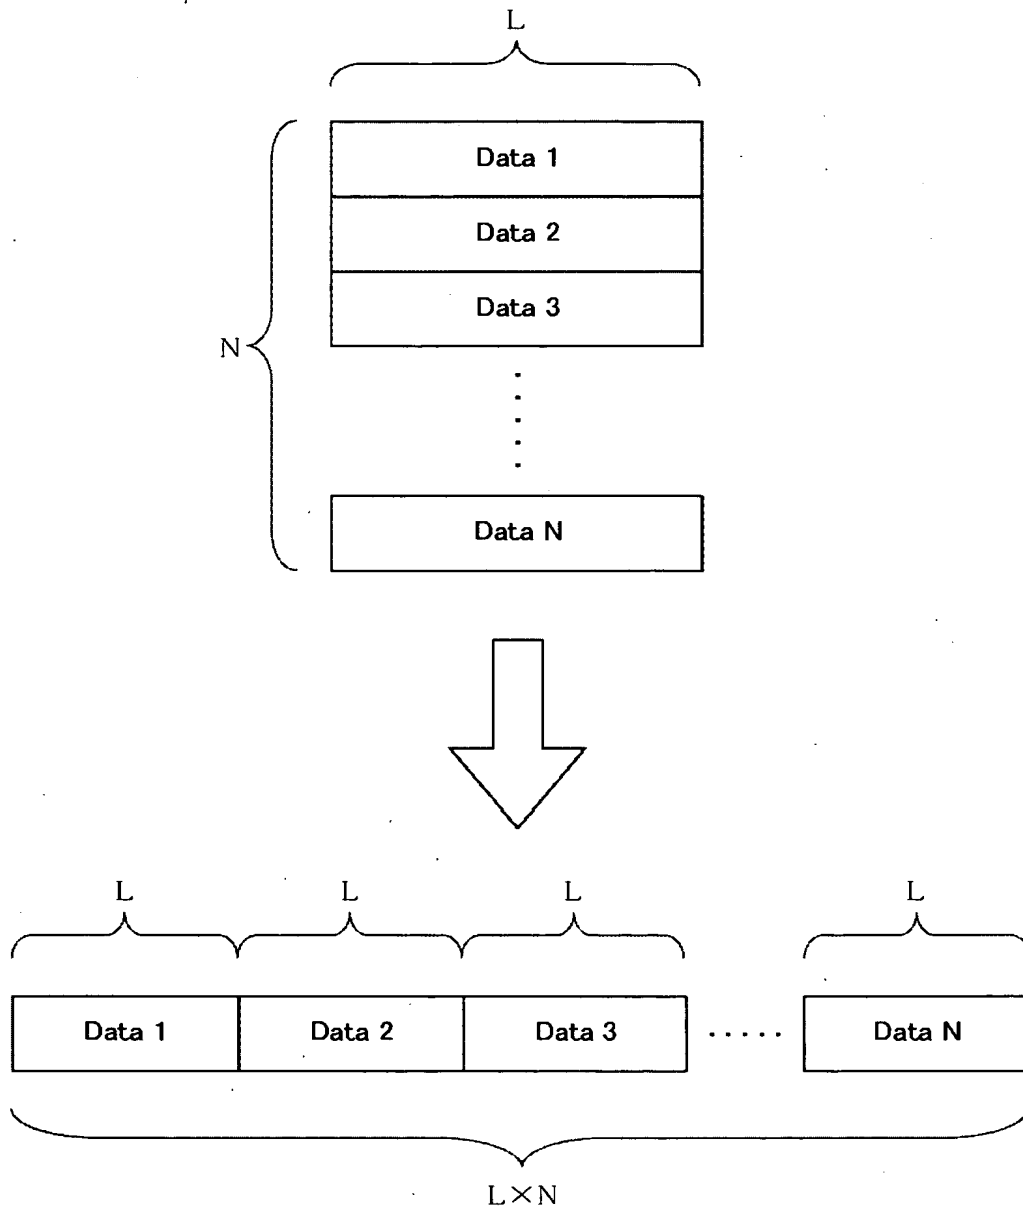 L
Data 1
Data 2
Data 3
N
Data N
L L L L
Data 1 Data 2 Data 3 Data N
L×N